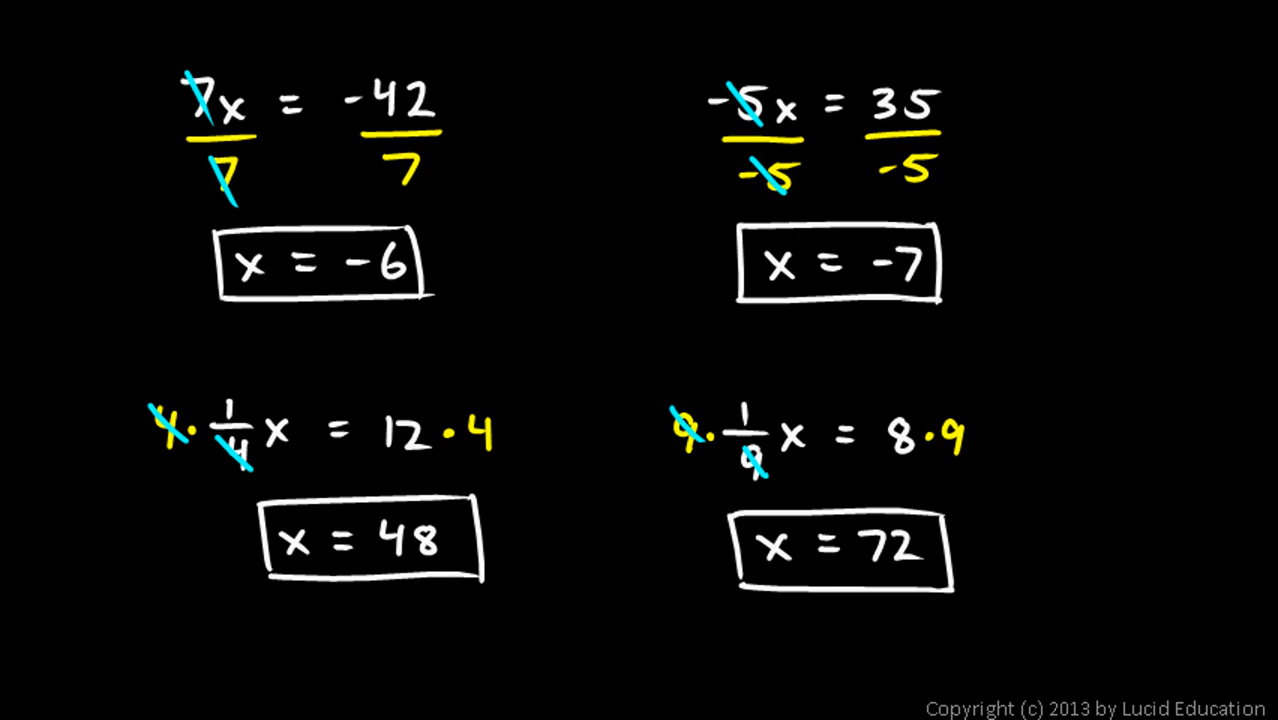 7x = -42
7 7
x = -6
-5x = 35
-5 -5
x = -7
4 · 1/4 x = 12 · 4
x = 48
9 · 1/9 x = 8 · 9
x = 72
Copyright (c) 2013 by Lucid Education